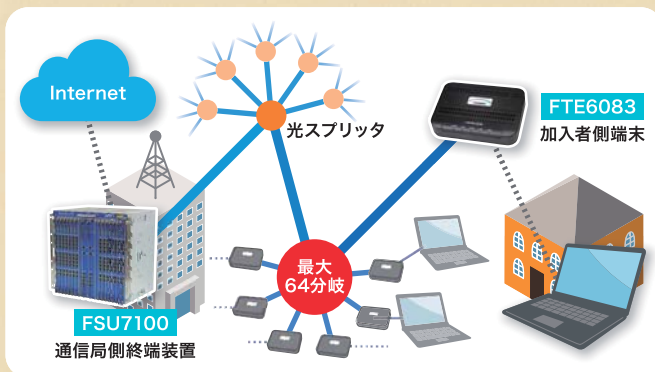 Internet
光スプリッタ
FTE6083
加入者側端末
最大
64分岐
FSU7100
通信局側終端装置